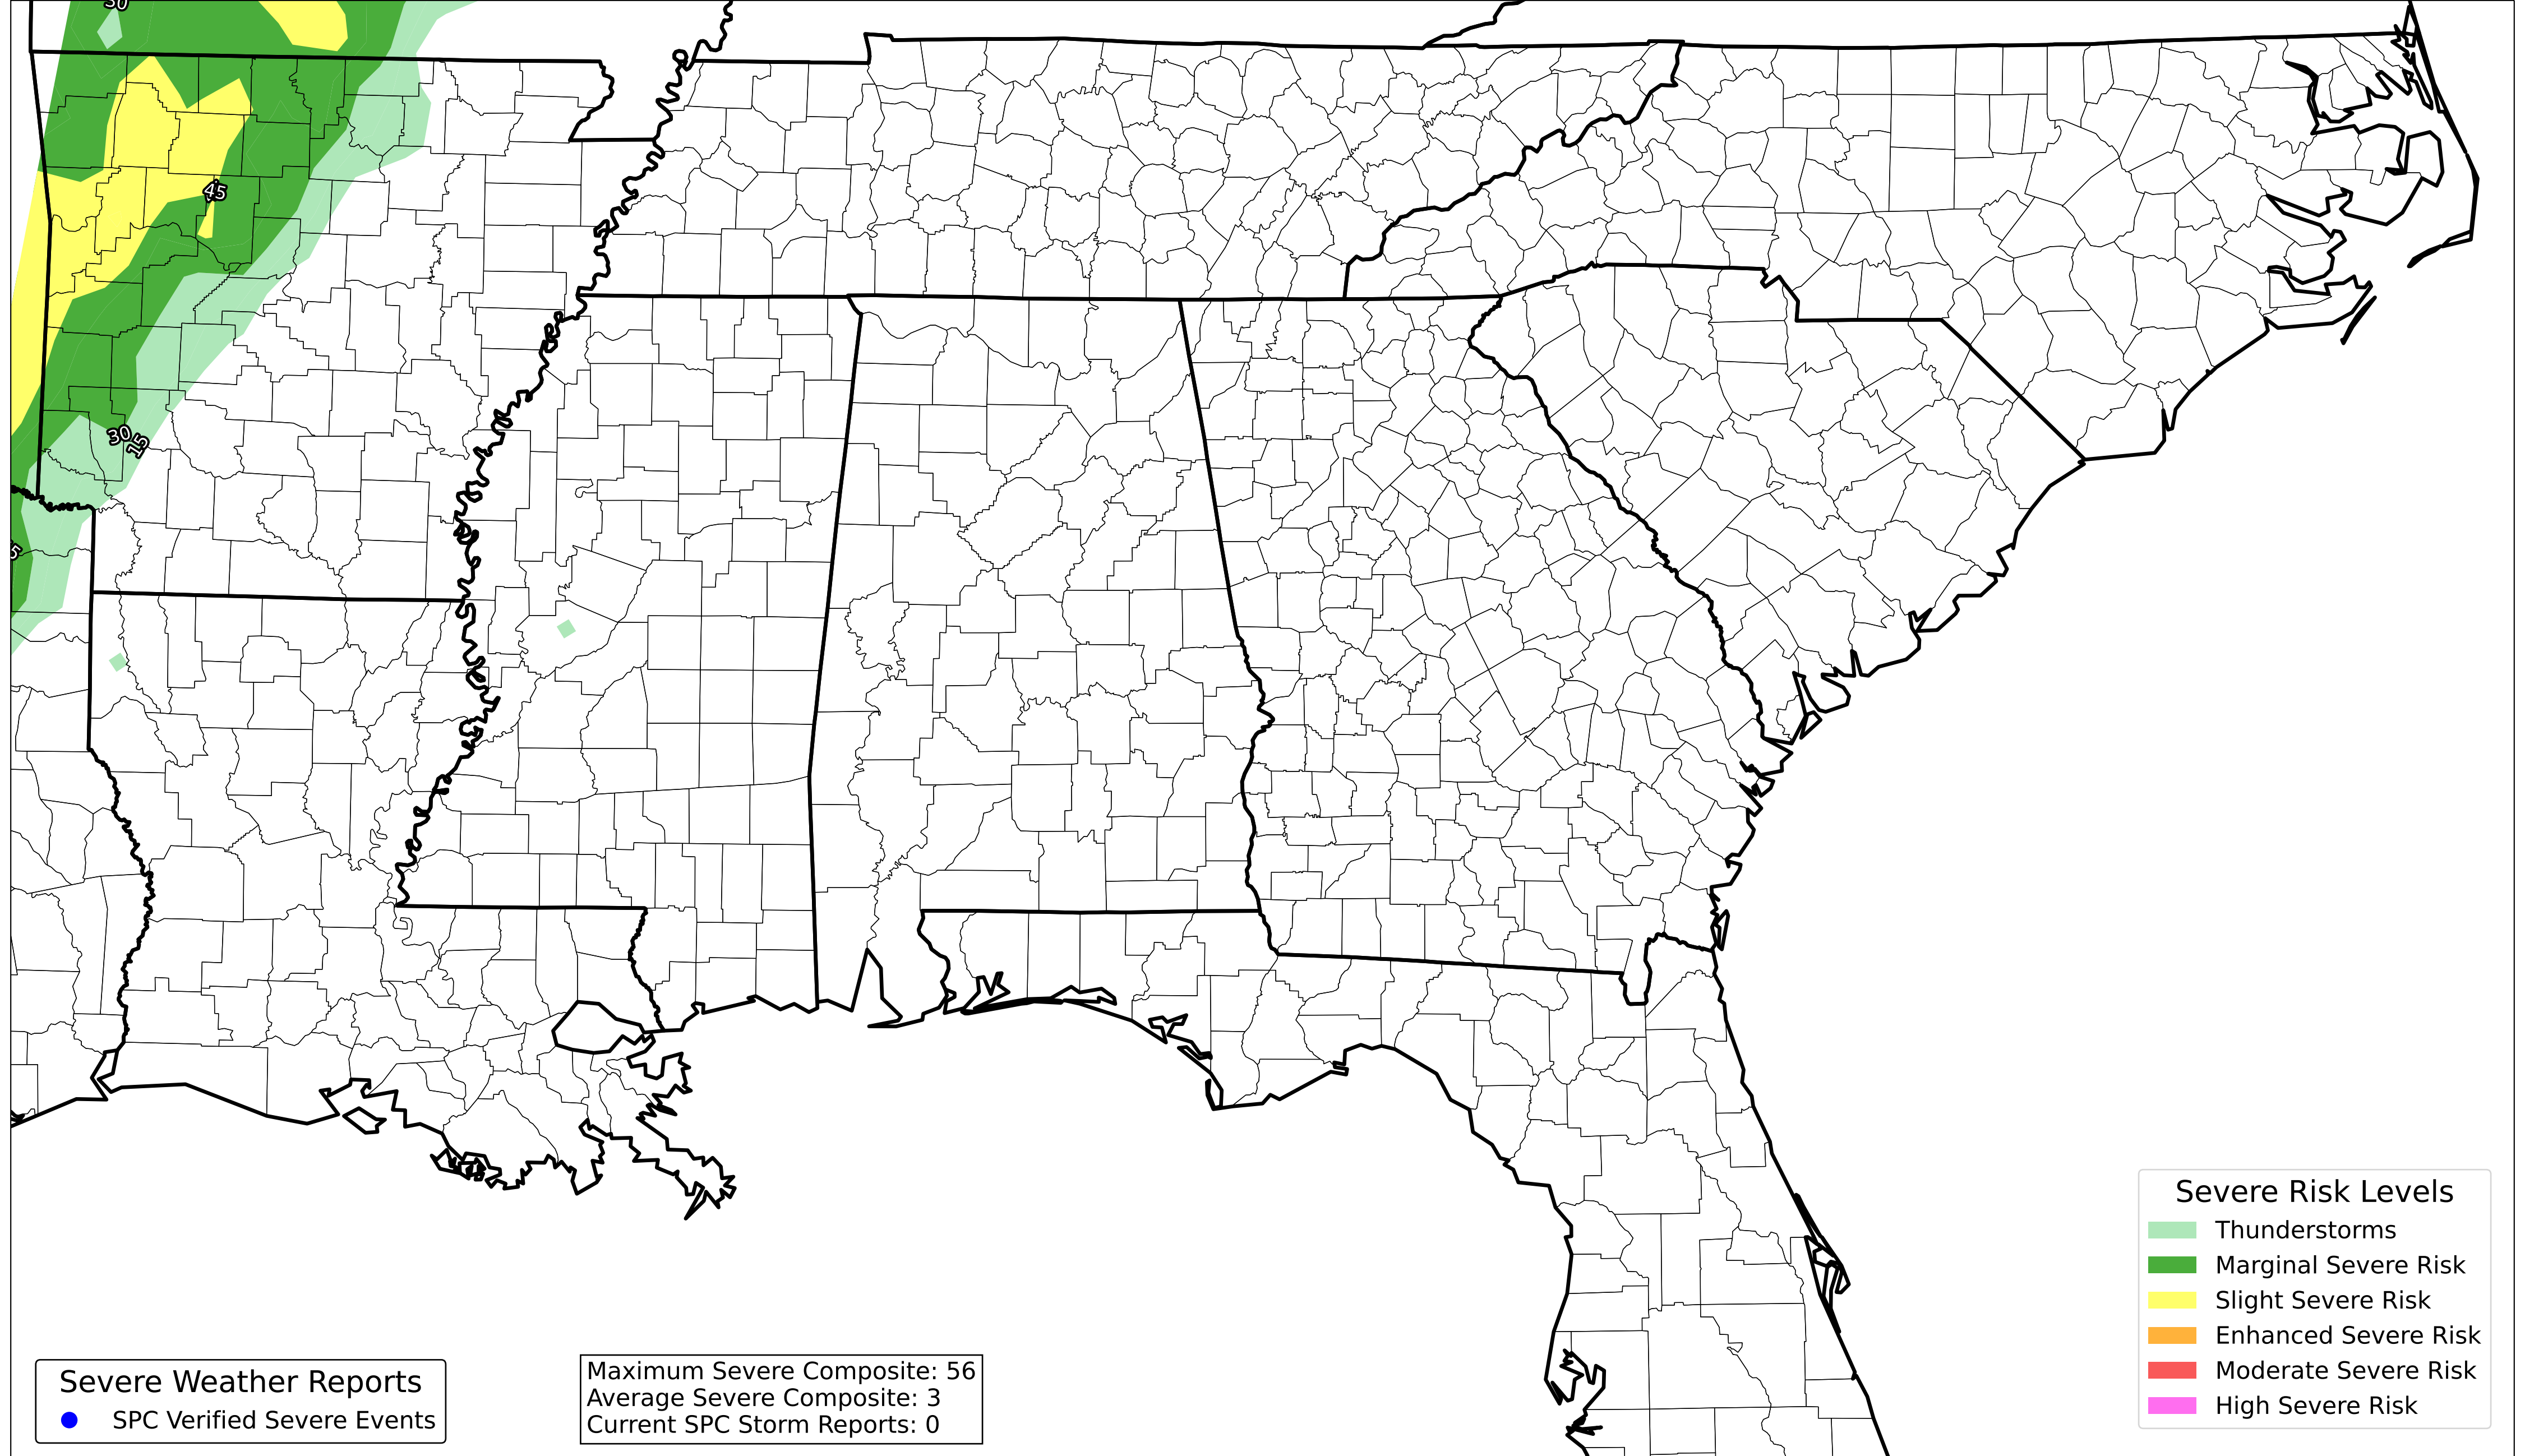 30
45
30
15
5
Severe Risk Levels
Thunderstorms
Marginal Severe Risk
Slight Severe Risk
Enhanced Severe Risk
Moderate Severe Risk
High Severe Risk
Severe Weather Reports
SPC Verified Severe Events
Maximum Severe Composite: 56
Average Severe Composite: 3
Current SPC Storm Reports: 0